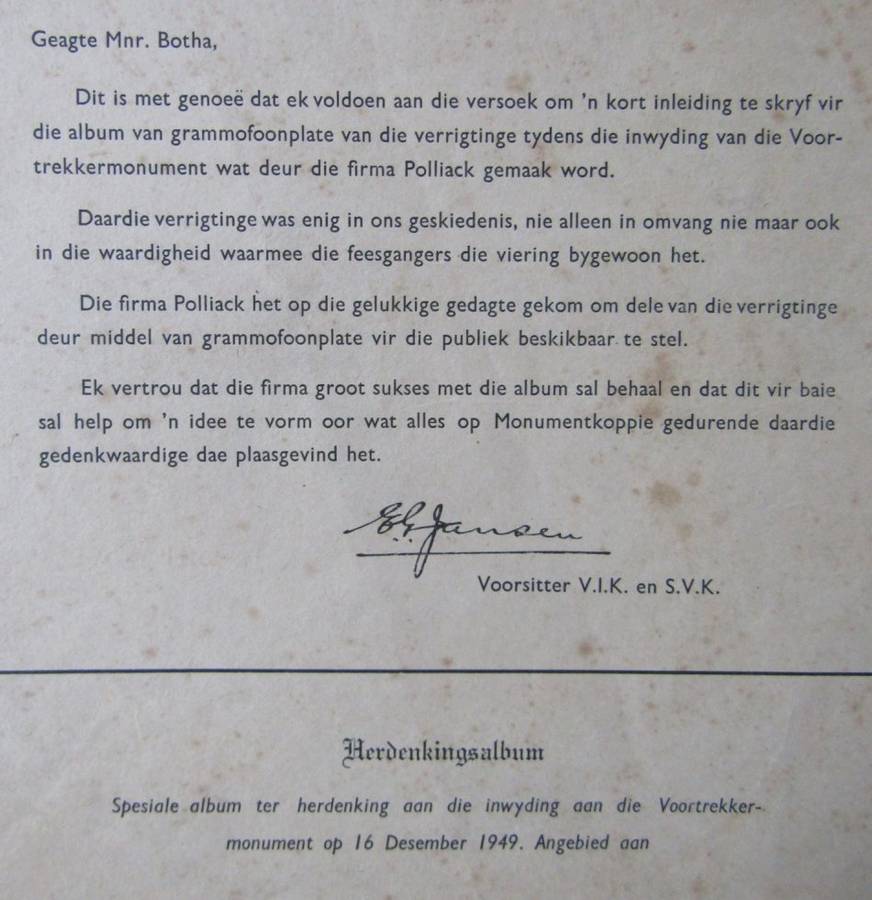 Geagte Mnr. Botha,
Dit is met genoeë dat ek voldoen aan die versoek om 'n kort inleiding te skryf vir
die album van grammofoonplate van die verrigtinge tydens die inwyding van die Voor-
trekkermonument wat deur die firma Polliack gemaak word.
Daardie verrigtinge was enig in ons geskiedenis, nie alleen in omvang nie maar ook
in die waardigheid waarmee die feesgangers die viering bygewoon het.
Die firma Polliack het op die gelukkige gedagte gekom om dele van die verrigtinge
deur middel van grammofoonplate vir die publiek beskikbaar te stel.
Ek vertrou dat die firma groot sukses met die album sal behaal en dat dit vir baie
sal help om 'n idee te vorm oor wat alles op Monumentkoppie gedurende daardie
gedenkwaardige dae plaasgevind het.
E.G. Jansen
Voorsitter V.I.K. en S.V.K.
Herdenkingsalbum
Spesiale album ter herdenking aan die inwyding aan die Voortrekker-
monument op 16 Desember 1949. Angebied aan